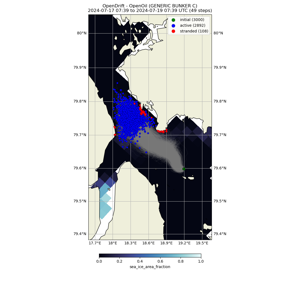 OpenDrift - OpenOil (GENERIC BUNKER C)
2024-07-17 07:39 to 2024-07-19 07:39 UTC (49 steps)
initial (3000)
active (2892)
stranded (108)
80°N 80°N
79.9°N 79.9°N
79.8°N 79.8°N
79.7°N 79.7°N
79.6°N 79.6°N
79.5°N 79.5°N
79.4°N 79.4°N
17.7°E 18°E 18.3°E 18.6°E 18.9°E 19.2°E 19.5°E
0.0 0.2 0.4 0.6 0.8 1.0
sea_ice_area_fraction